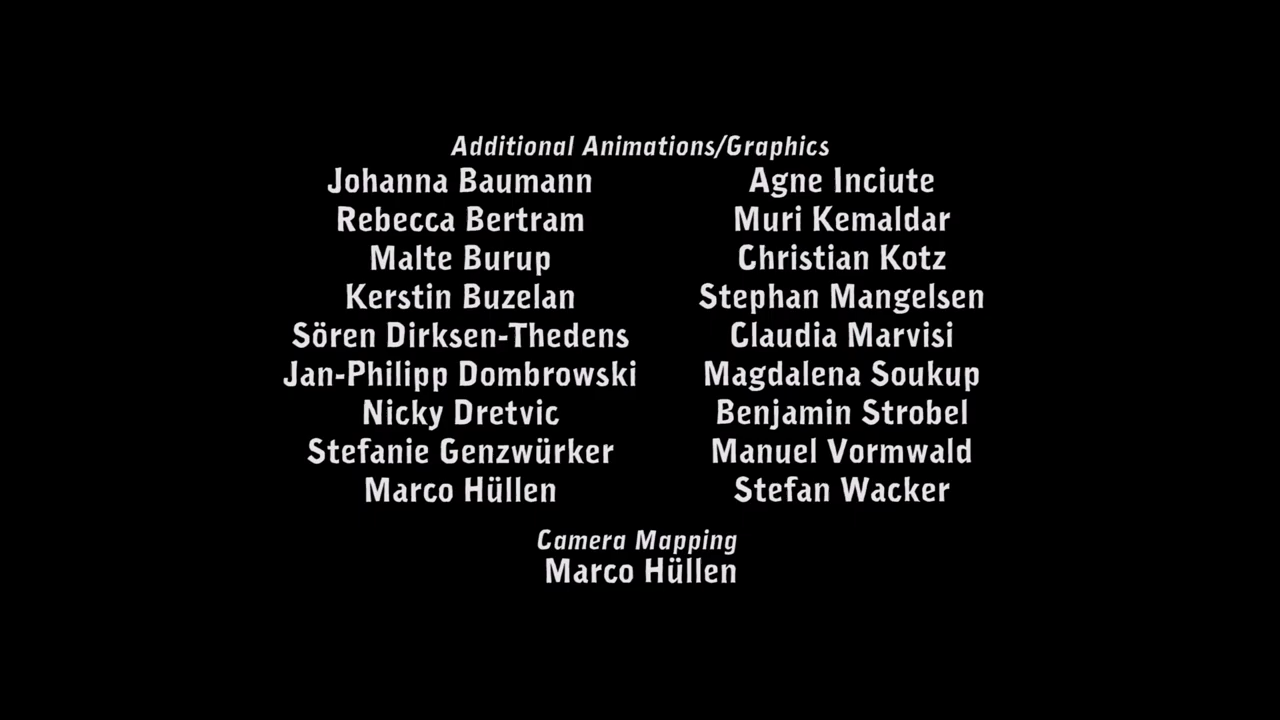 Additional Animations/Graphics
Johanna Baumann
Rebecca Bertram
Malte Burup
Kerstin Buzelan
Sören Dirksen-Thedens
Jan-Philipp Dombrowski
Nicky Dretvic
Stefanie Genzwürker
Marco Hüllen
Agne Inciute
Muri Kemaldar
Christian Kotz
Stephan Mangelsen
Claudia Marvisi
Magdalena Soukup
Benjamin Strobel
Manuel Vormwald
Stefan Wacker
Camera Mapping
Marco Hüllen